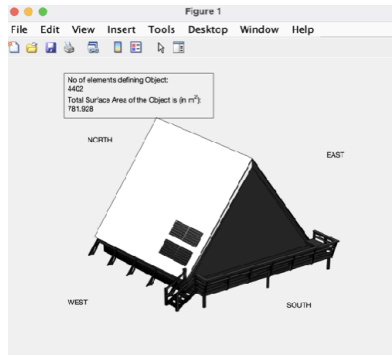 Figure 1
File Edit View Insert Tools Desktop Window Help
No of elements defining Object:
4402
Total Surface Area of the Object is (in m²):
781.928
NORTH
EAST
WEST
SOUTH